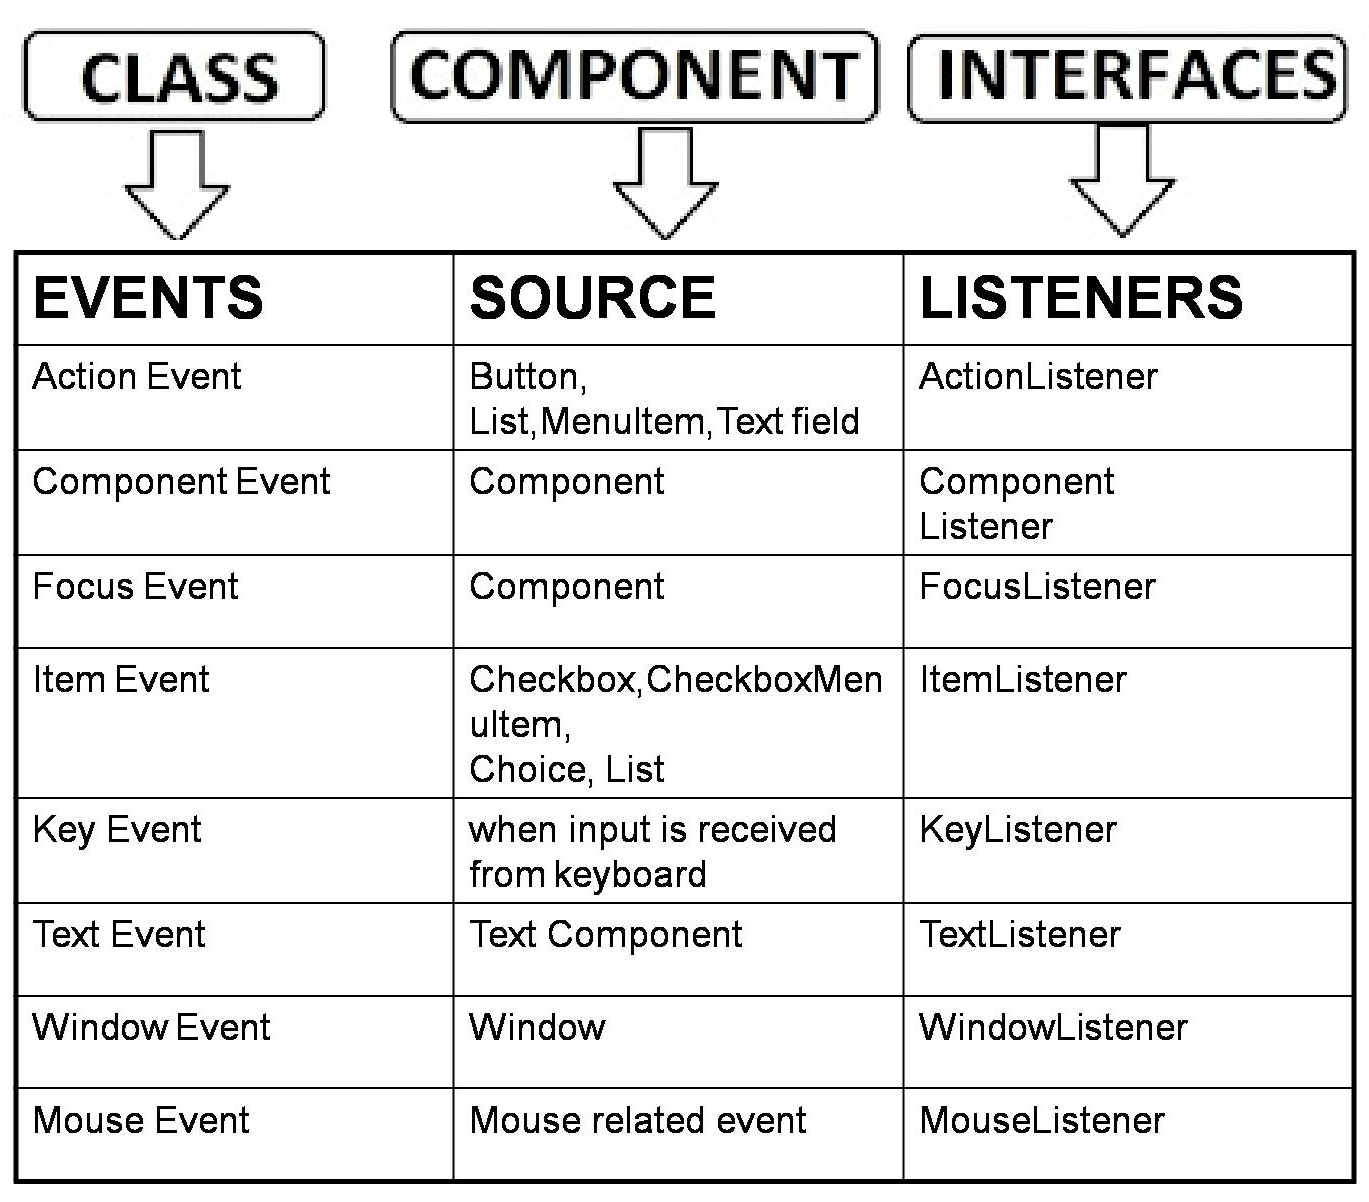 CLASS COMPONENT INTERFACES
EVENTS SOURCE LISTENERS
Action Event Button, ActionListener
List,MenuItem,Text field
Component Event Component Component
Listener
Focus Event Component FocusListener
Item Event Checkbox,CheckboxMen ItemListener
uItem,
Choice, List
Key Event when input is received KeyListener
from keyboard
Text Event Text Component TextListener
Window Event Window WindowListener
Mouse Event Mouse related event MouseListener